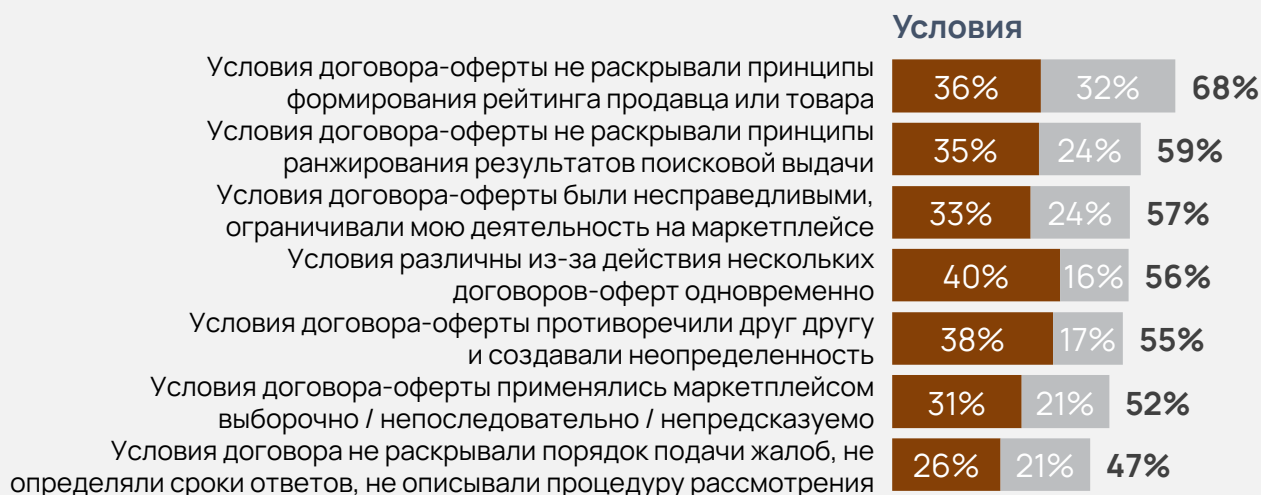 Условия
Условия договора-оферты не раскрывали принципы
формирования рейтинга продавца или товара
36% 32% 68%
Условия договора-оферты не раскрывали принципы
ранжирования результатов поисковой выдачи
35% 24% 59%
Условия договора-оферты были несправедливыми,
ограничивали мою деятельность на маркетплейсе
33% 24% 57%
Условия различны из-за действия нескольких
договоров-оферт одновременно
40% 16% 56%
Условия договора-оферты противоречили друг другу
и создавали неопределенность
38% 17% 55%
Условия договора-оферты применялись маркетплейсом
выборочно / непоследовательно / непредсказуемо
31% 21% 52%
Условия договора не раскрывали порядок подачи жалоб, не
определяли сроки ответов, не описывали процедуру рассмотрения
26% 21% 47%